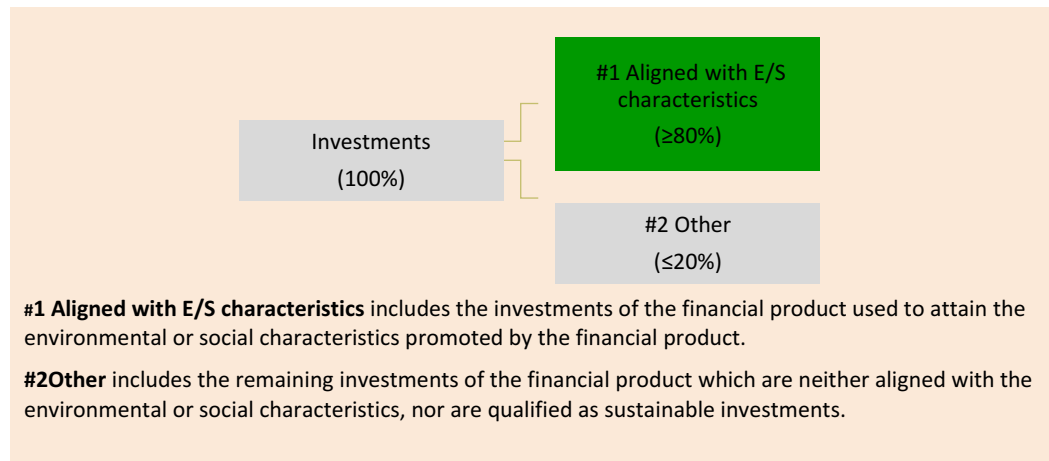 #1 Aligned with E/S
characteristics
(≥80%)
Investments
(100%)
#2 Other
(≤20%)
#1 Aligned with E/S characteristics includes the investments of the financial product used to attain the
environmental or social characteristics promoted by the financial product.
#2Other includes the remaining investments of the financial product which are neither aligned with the
environmental or social characteristics, nor are qualified as sustainable investments.